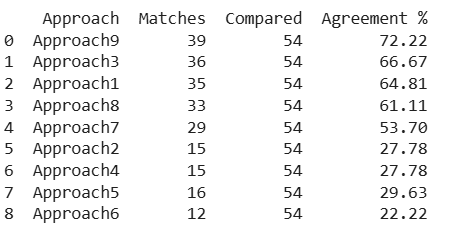 Approach Matches Compared Agreement %
0 Approach9 39 54 72.22
1 Approach3 36 54 66.67
2 Approach1 35 54 64.81
3 Approach8 33 54 61.11
4 Approach7 29 54 53.70
5 Approach2 15 54 27.78
6 Approach4 15 54 27.78
7 Approach5 16 54 29.63
8 Approach6 12 54 22.22